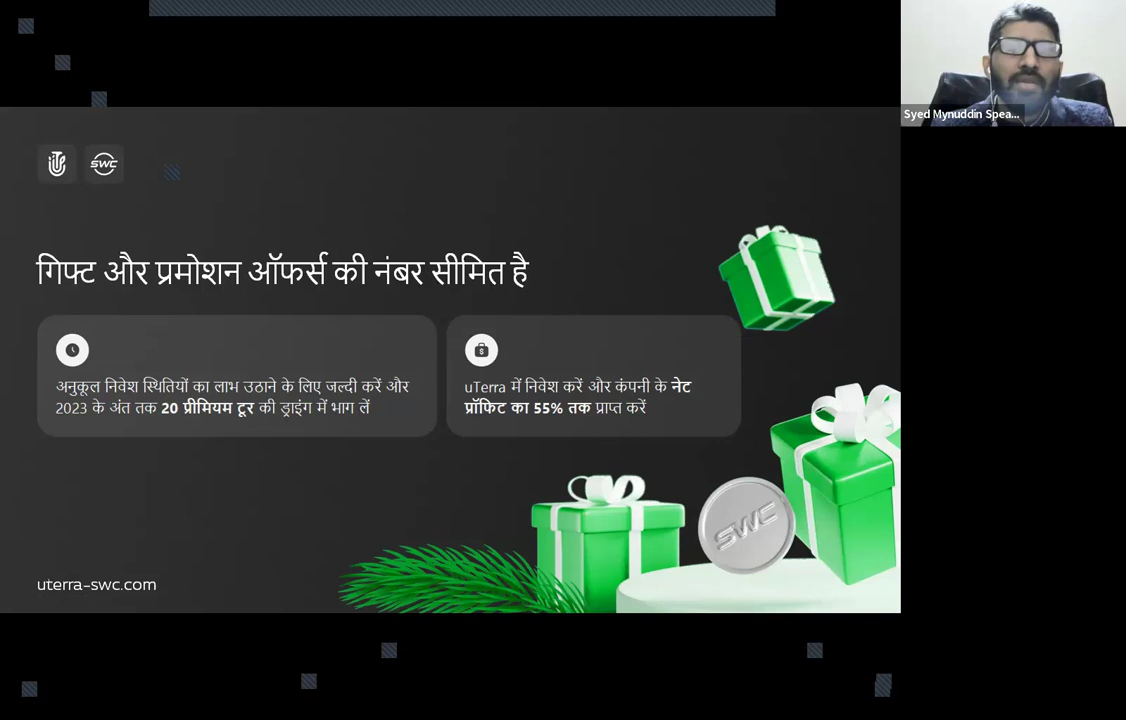 Syed Mynuddin Spea...
SWC
गिफ्ट और प्रमोशन ऑफर्स की नंबर सीमित है
अनुकूल निवेश स्थितियों का लाभ उठाने के लिए जल्दी करें और
2023 के अंत तक 20 प्रीमियम टूर की ड्राइंग में भाग लें
uTerra में निवेश करें और कंपनी के नेट
प्रॉफिट का 55% तक प्राप्त करें
SWC
uterra-swc.com